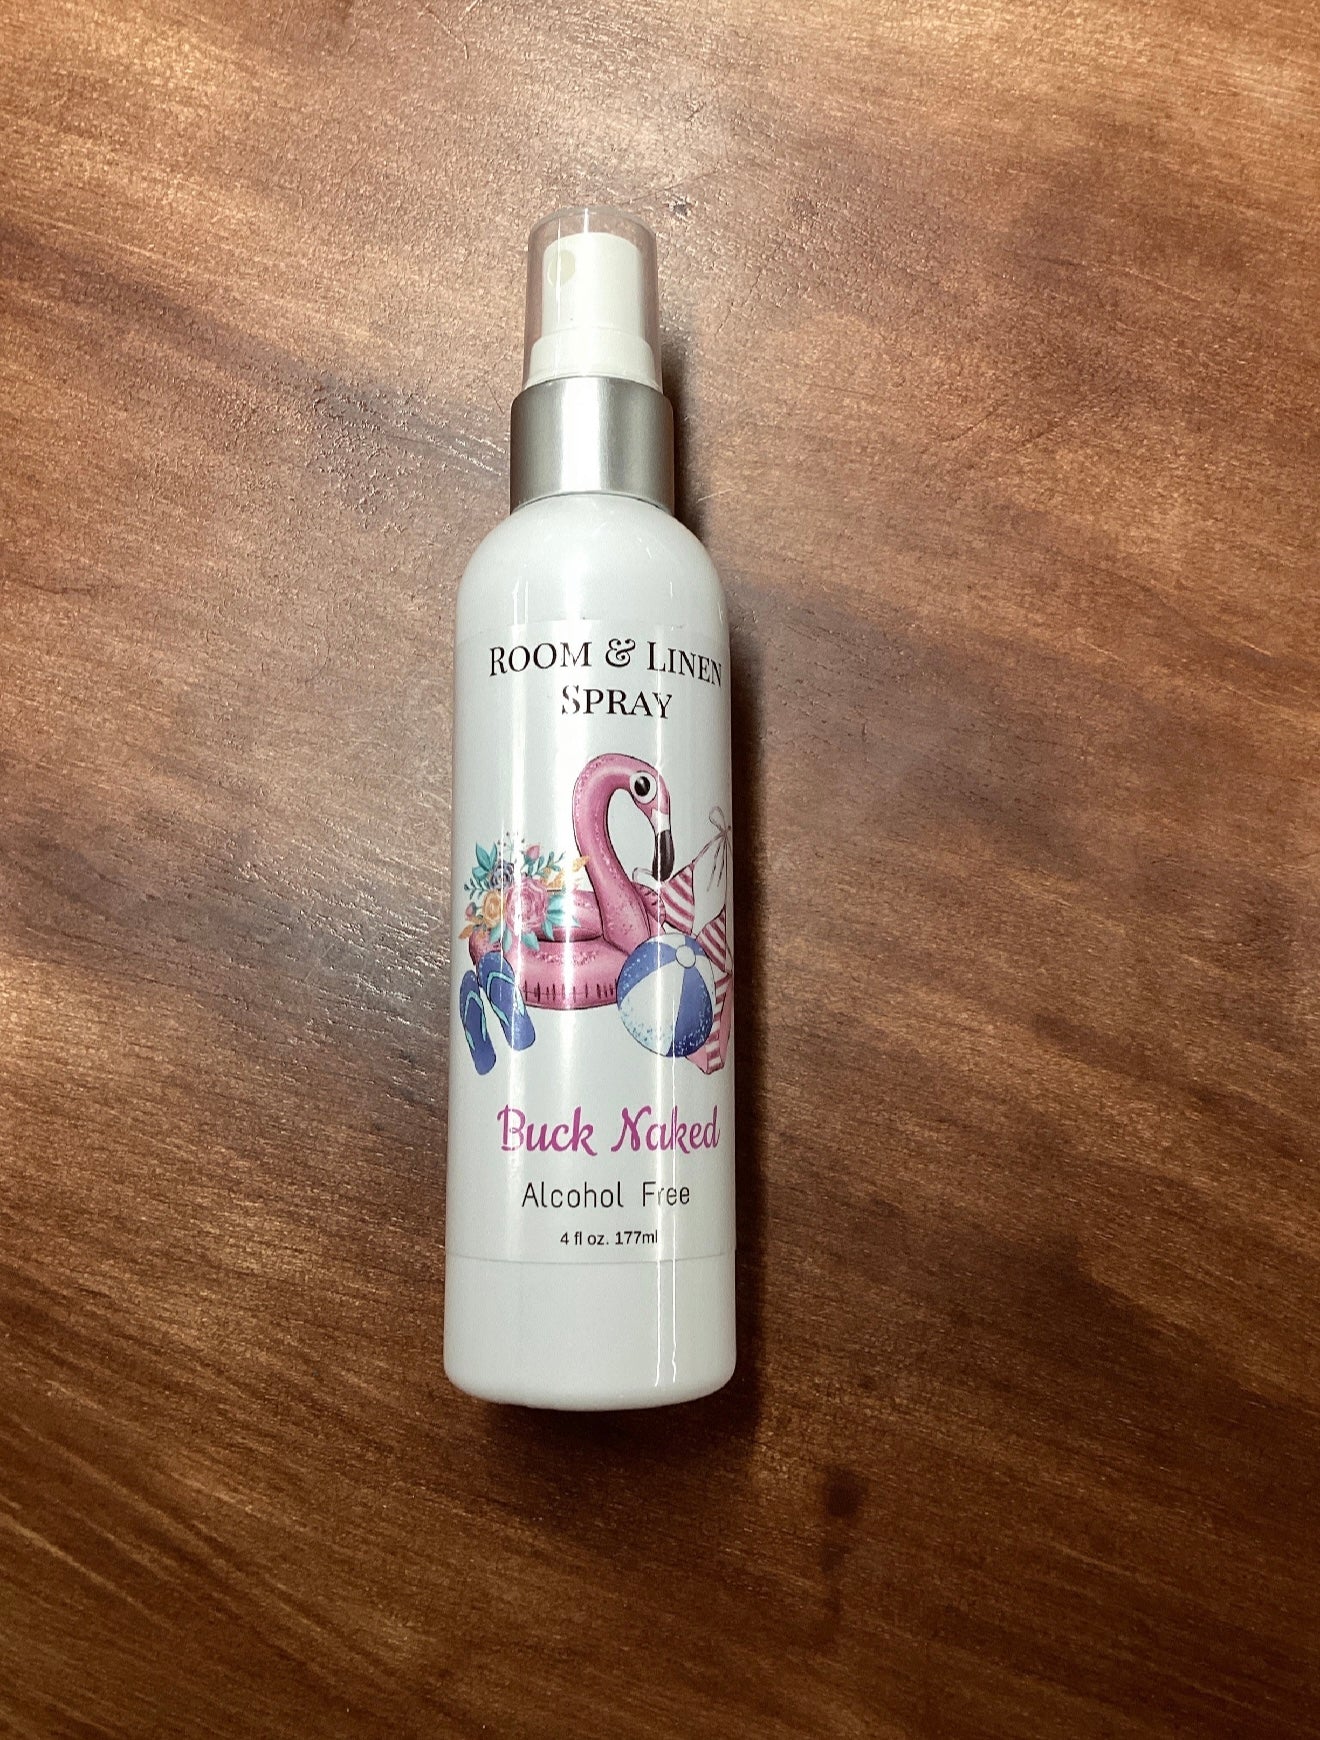 ROOM & LINEN
SPRAY
Buck Naked
Alcohol Free
4 fl oz. 177ml